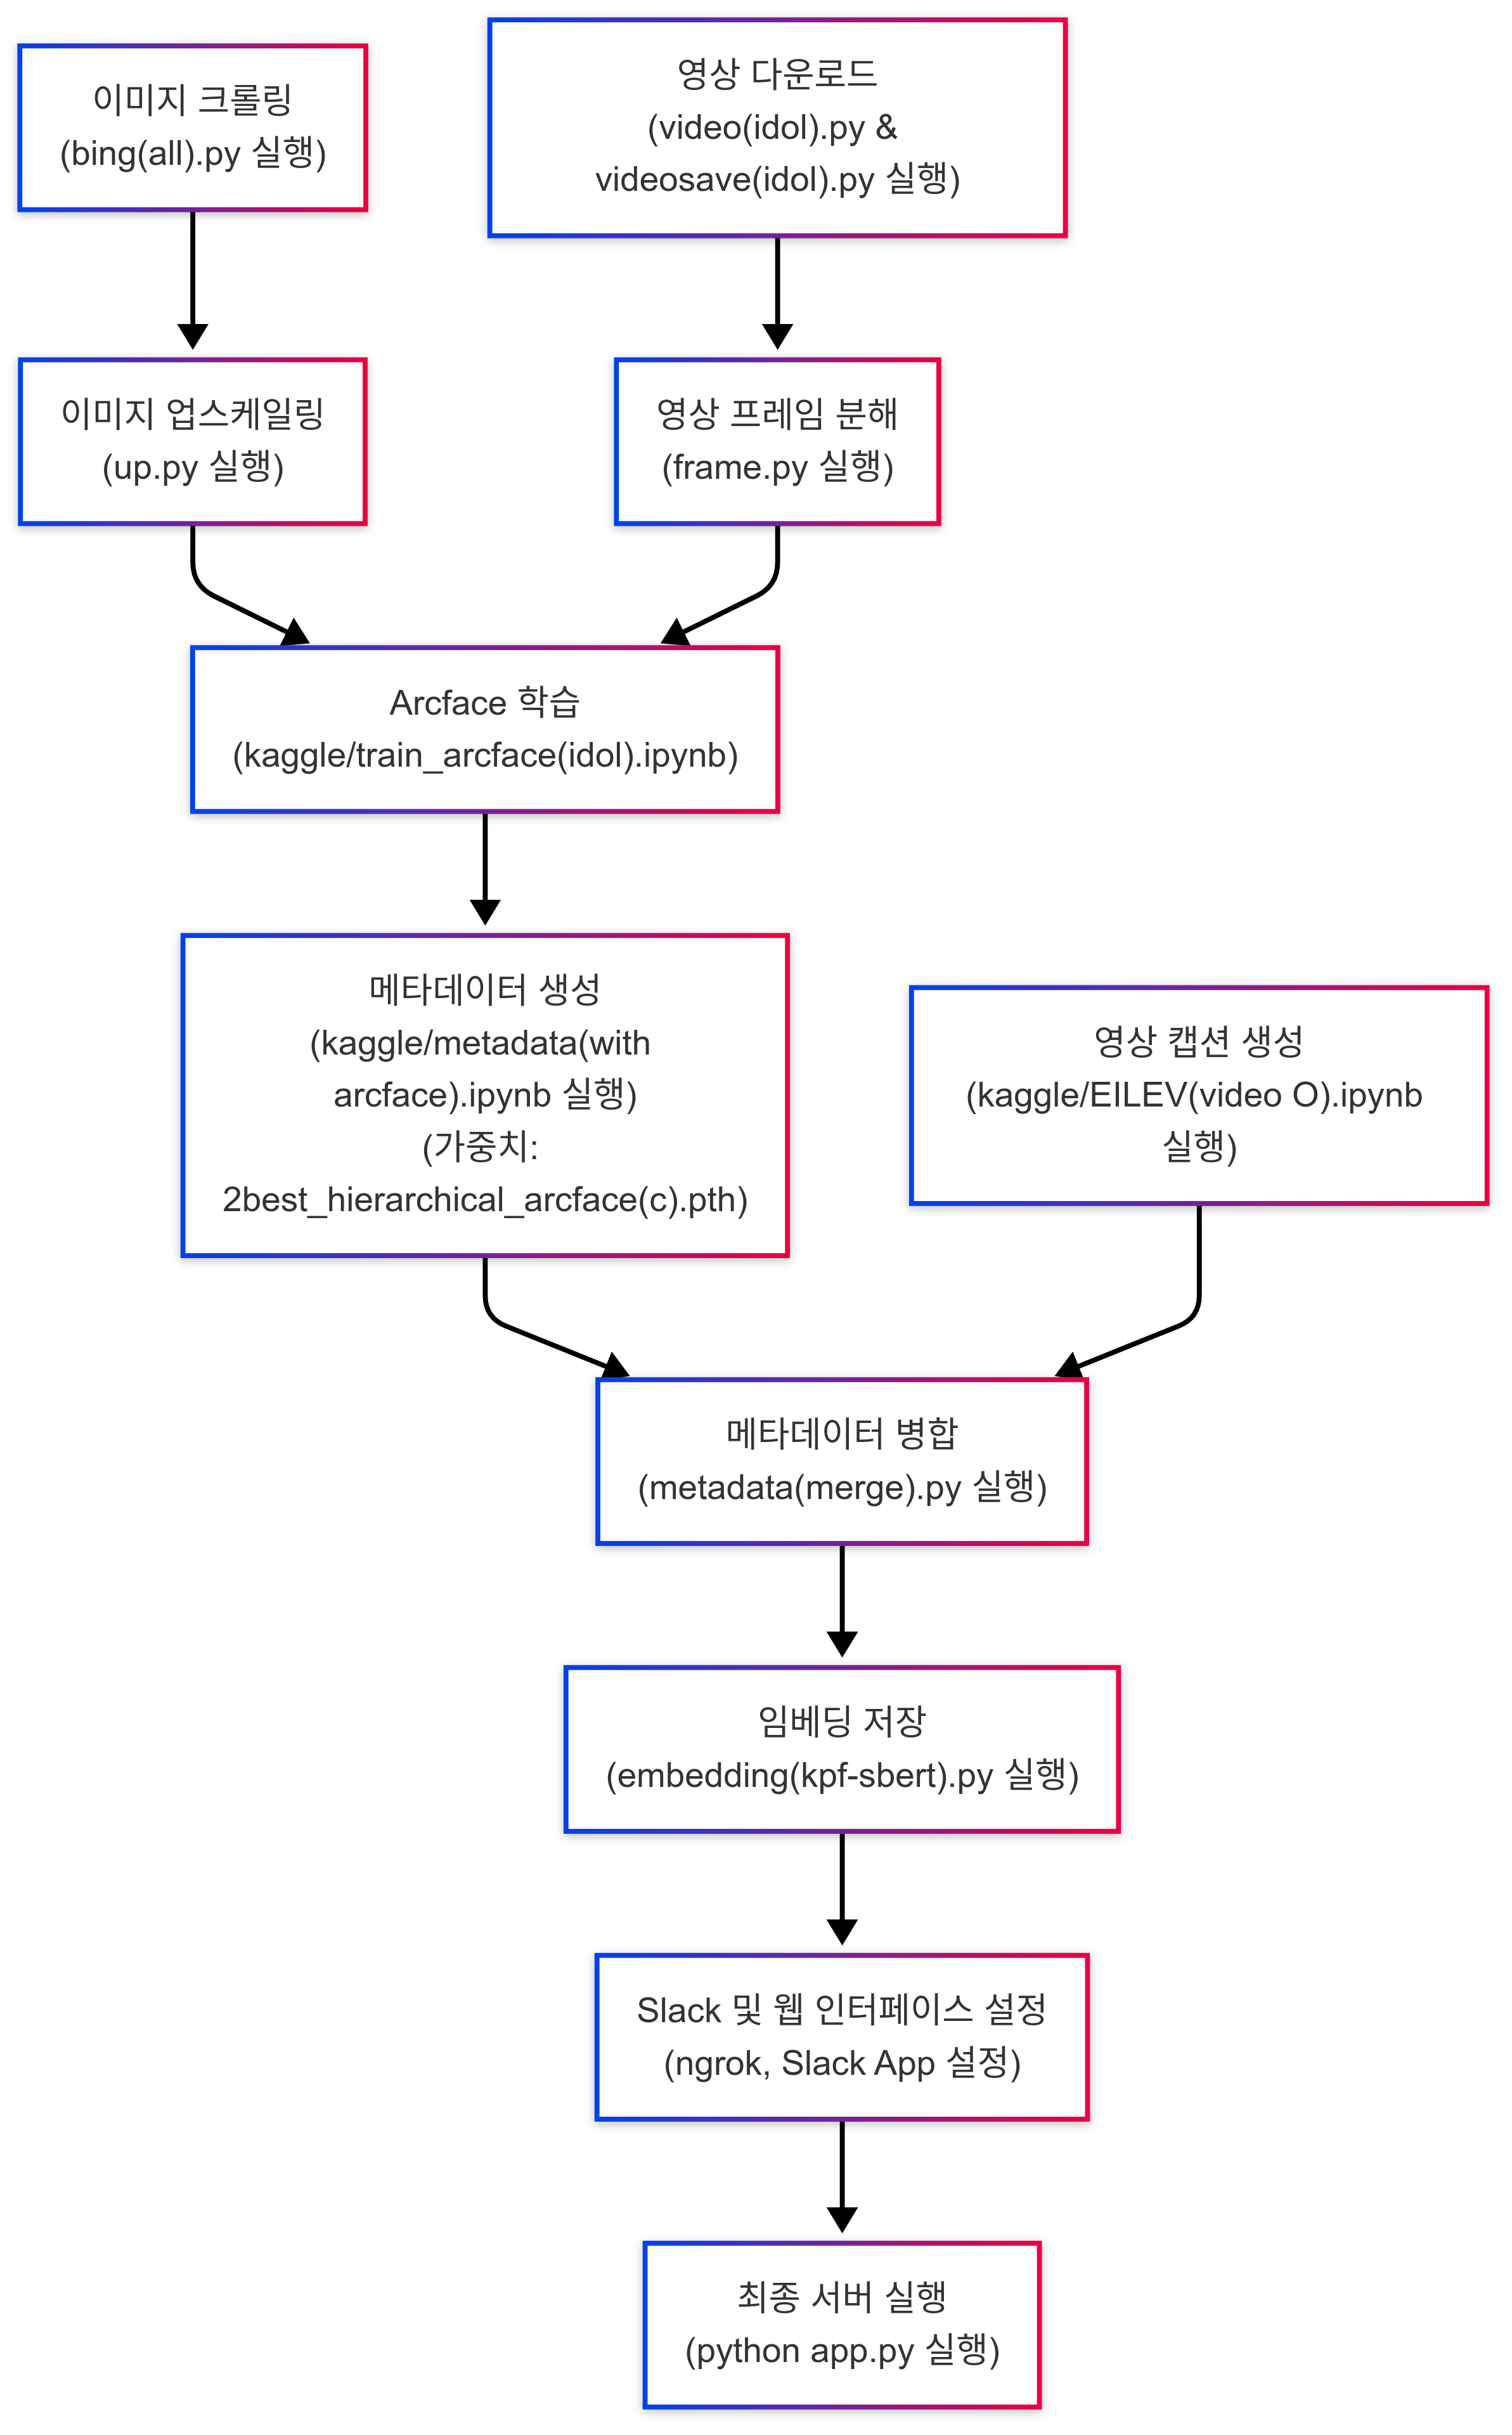 이미지 크롤링
(bing(all).py 실행)
영상 다운로드
(video(idol).py &
videosave(idol).py 실행)
이미지 업스케일링
(up.py 실행)
영상 프레임 분해
(frame.py 실행)
Arcface 학습
(kaggle/train_arcface(idol).ipynb)
메타데이터 생성
(kaggle/metadata(with
arcface).ipynb 실행)
(가중치:
2best_hierarchical_arcface(c).pth)
영상 캡션 생성
(kaggle/EILEV(video O).ipynb
실행)
메타데이터 병합
(metadata(merge).py 실행)
임베딩 저장
(embedding(kpf-sbert).py 실행)
Slack 및 웹 인터페이스 설정
(ngrok, Slack App 설정)
최종 서버 실행
(python app.py 실행)